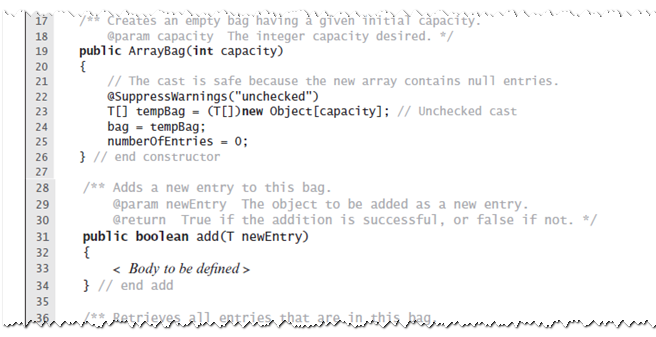 17 /** Creates an empty bag having a given initial capacity.
18 @param capacity The integer capacity desired. */
19 public ArrayBag(int capacity)
20 {
21 // The cast is safe because the new array contains null entries.
22 @SuppressWarnings("unchecked")
23 T[] tempBag = (T[])new Object[capacity]; // Unchecked cast
24 bag = tempBag;
25 numberOfEntries = 0;
26 } // end constructor
27
28 /** Adds a new entry to this bag.
29 @param newEntry The object to be added as a new entry.
30 @return True if the addition is successful, or false if not. */
31 public boolean add(T newEntry)
32 {
33 < Body to be defined >
34 } // end add
35
36 /** Retrieves all entries that are in this bag.